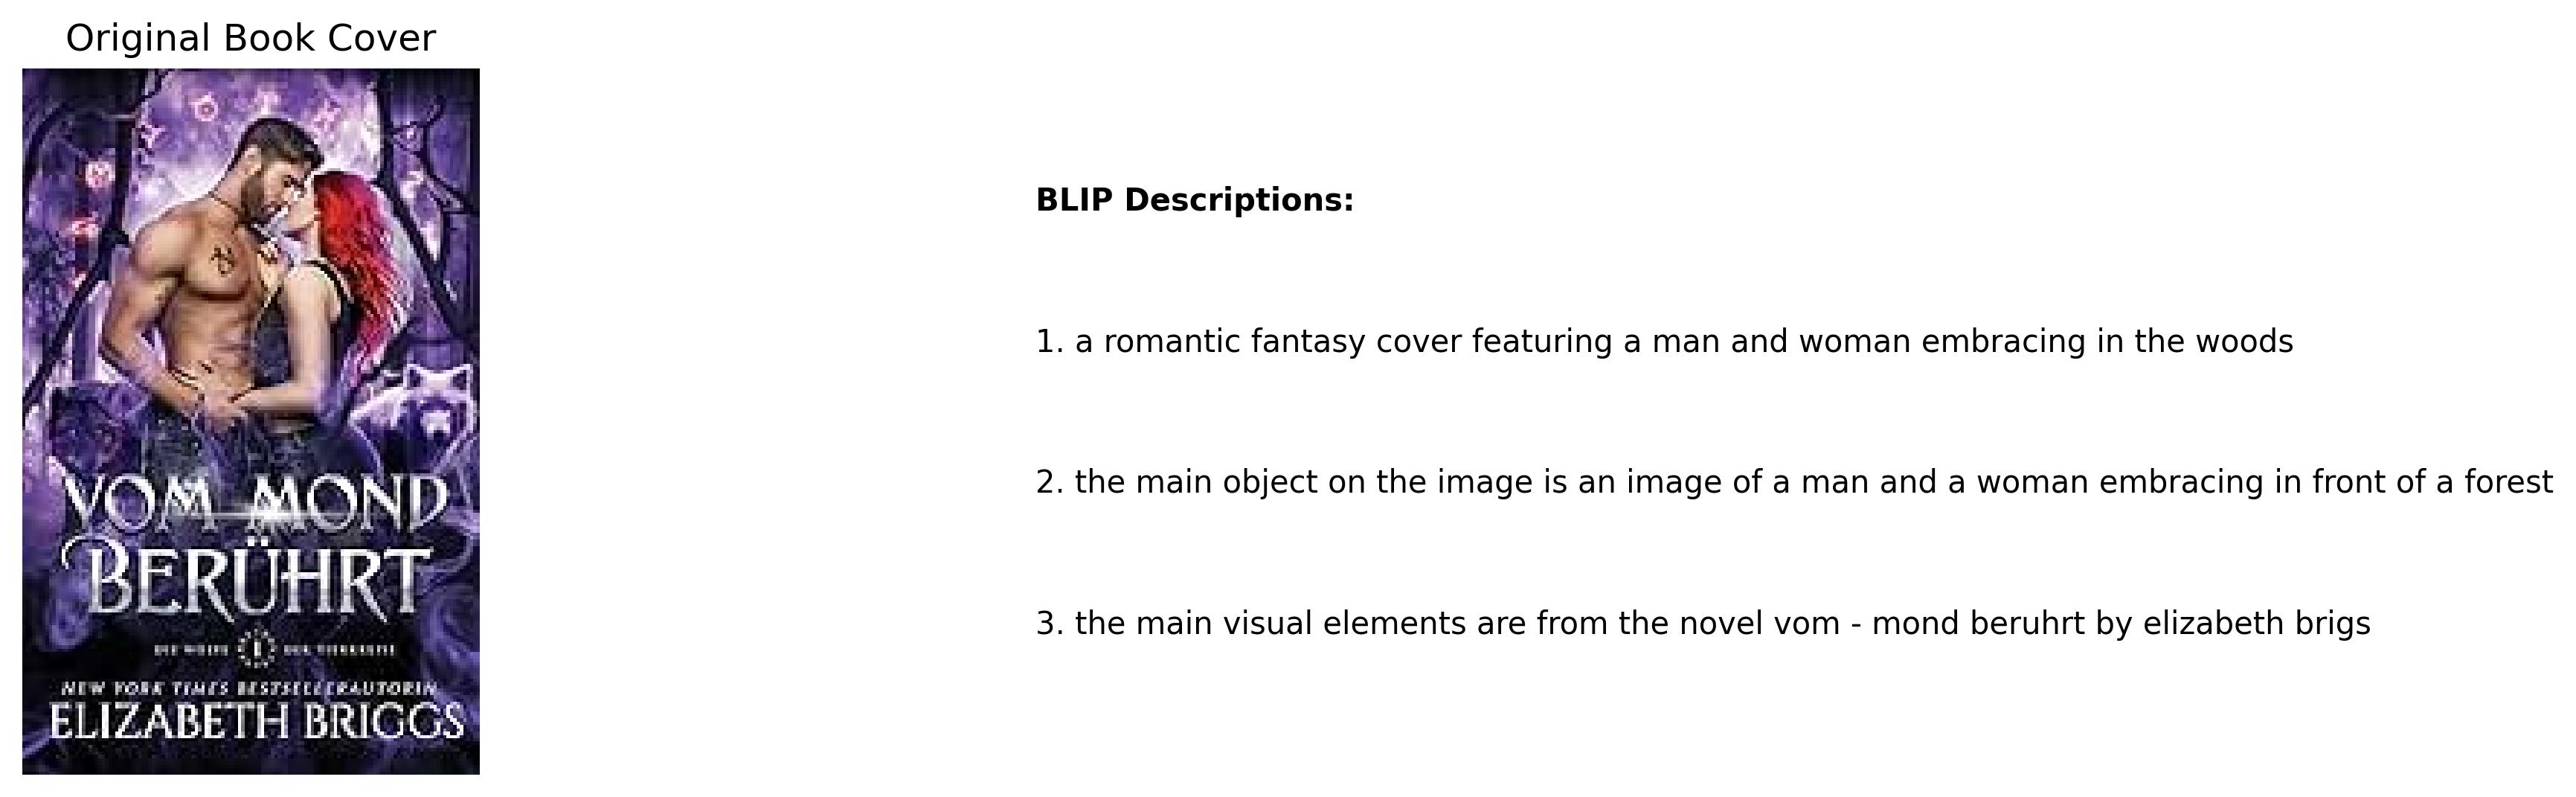 Original Book Cover
VOM MOND
BERÜHRT
NEW YORK TIMES BESTSELLERAUTORIN
ELIZABETH BRIGGS
BLIP Descriptions:
1. a romantic fantasy cover featuring a man and woman embracing in the woods
2. the main object on the image is an image of a man and a woman embracing in front of a forest
3. the main visual elements are from the novel vom - mond beruhrt by elizabeth brigs